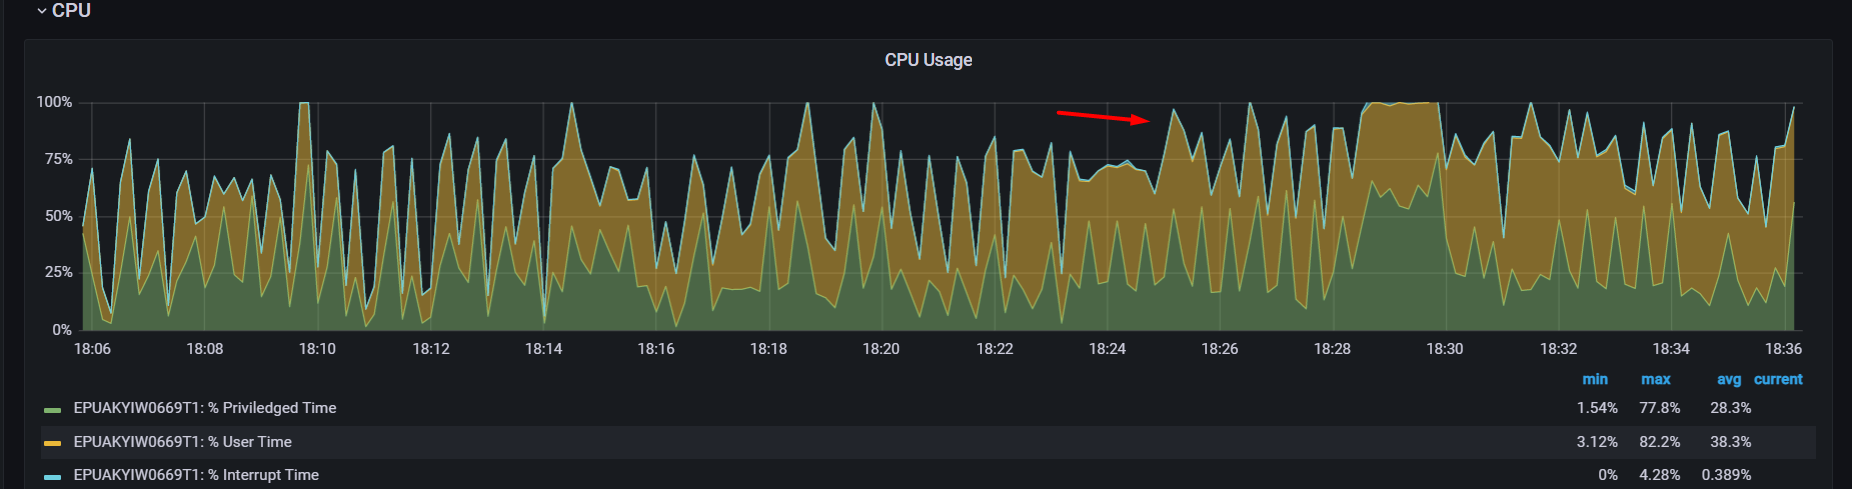 CPU
CPU Usage
100%
75%
50%
25%
0%
18:06 18:08 18:10 18:12 18:14 18:16 18:18 18:20 18:22 18:24 18:26 18:28 18:30 18:32 18:34 18:36
min max avg current
EPUAKYIW0669T1: % Priviledged Time 1.54% 77.8% 28.3%
EPUAKYIW0669T1: % User Time 3.12% 82.2% 38.3%
EPUAKYIW0669T1: % Interrupt Time 0% 4.28% 0.389%